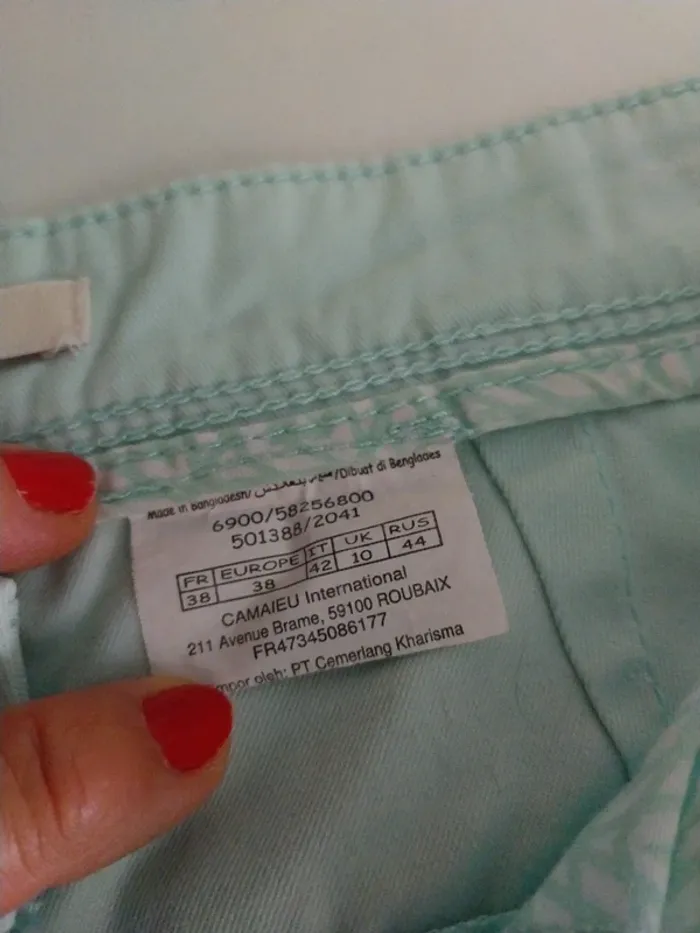 Made in Bangladesh/ /Dibuat di Banglades
6900/58256800
501388/2041
FR EUROPE IT UK RUS
38 38 42 10 44
CAMAIEU International
211 Avenue Brame, 59100 ROUBAIX
FR47345086177
oleh: PT Cemerlang Kharisma